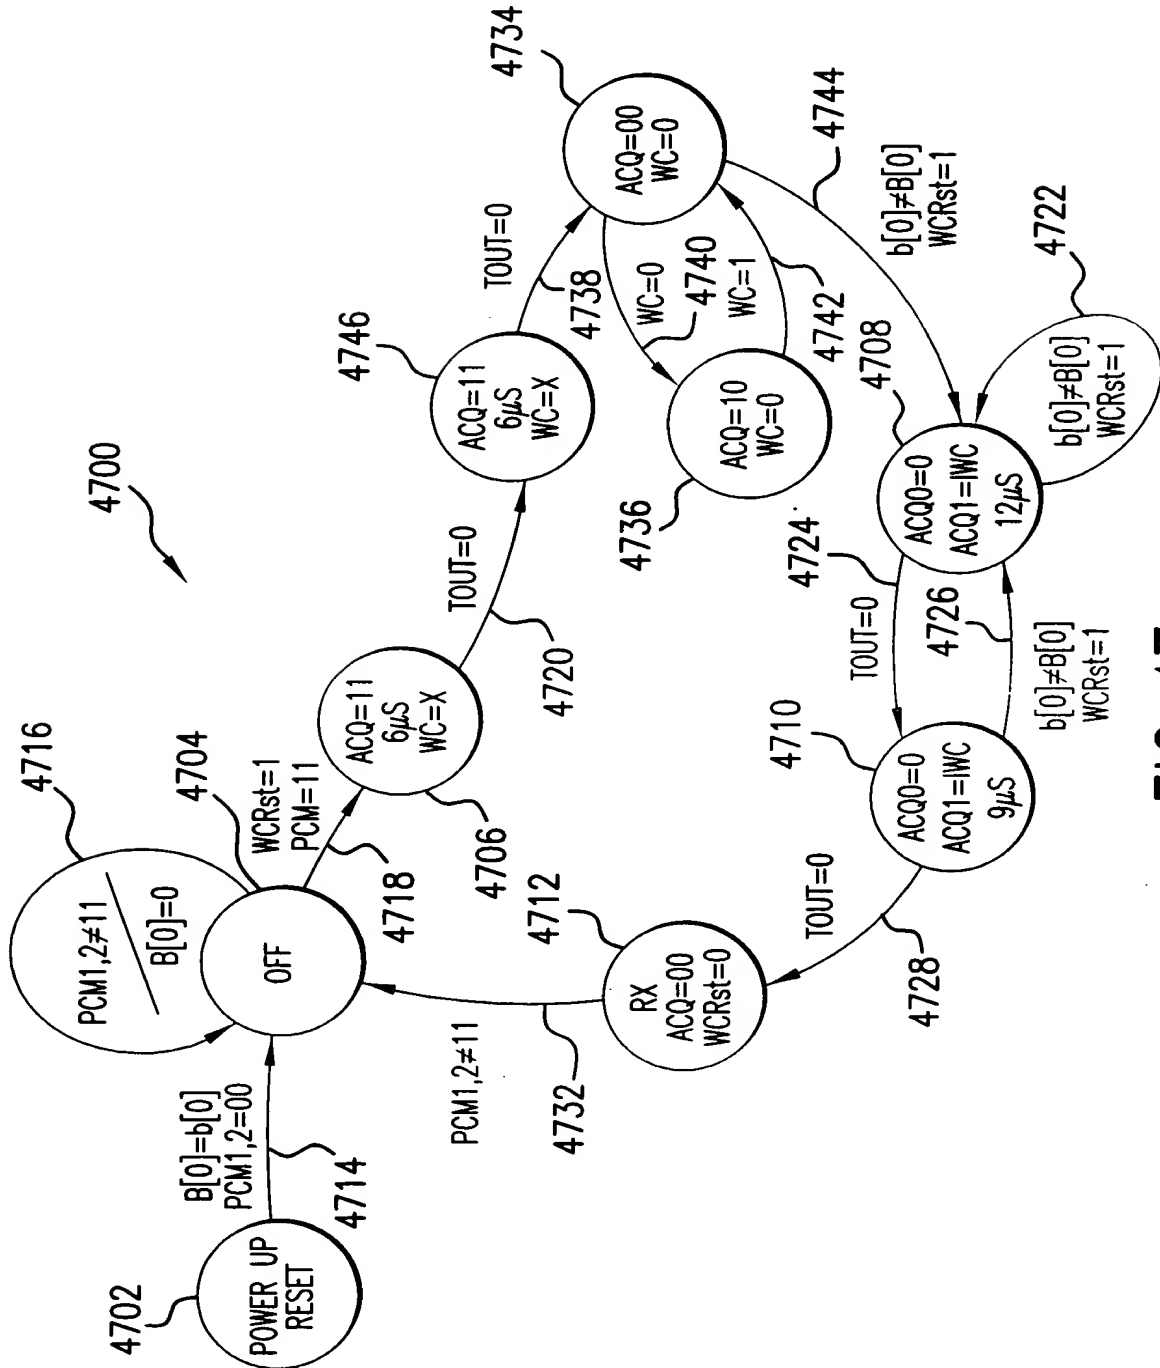 4700
4702
POWER UP
RESET
B[0]=b[0]
PCM1,2=00
4714
4716
PCM1,2≠11
B[0]=0
4704
OFF
WCRst=1
PCM=11
4718
ACQ=11
6µS
WC=X
4706
TOUT=0
4720
4746
ACQ=11
6µS
WC=X
TOUT=0
4738
4734
ACQ=00
WC=0
WC=0
4740
WC=1
4742
4736
ACQ=10
WC=0
4744
b[0]≠B[0]
WCRst=1
4722
b[0]≠B[0]
WCRst=1
4708
ACQ0=0
ACQ1=IWC
12µS
4724
TOUT=0
4726
b[0]≠B[0]
WCRst=1
4710
ACQ0=0
ACQ1=IWC
9µS
TOUT=0
4728
4712
RX
ACQ=00
WCRst=0
PCM1,2≠11
4732